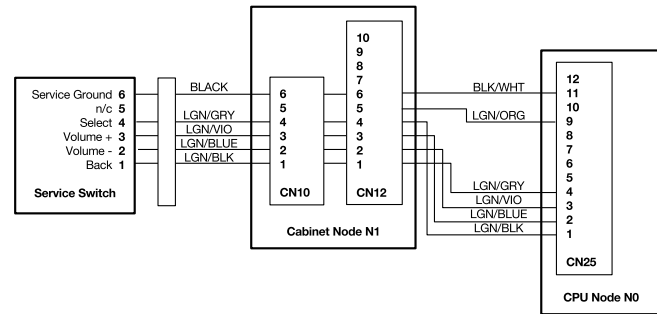 Service Ground 6
n/c 5
Select 4
Volume + 3
Volume - 2
Back 1
Service Switch
BLACK
LGN/GRY
LGN/VIO
LGN/BLUE
LGN/BLK
6
5
4
3
2
1
CN10
10
9
8
7
6
5
4
3
2
1
CN12
Cabinet Node N1
BLK/WHT
LGN/ORG
LGN/GRY
LGN/VIO
LGN/BLUE
LGN/BLK
12
11
10
9
8
7
6
5
4
3
2
1
CN25
CPU Node N0